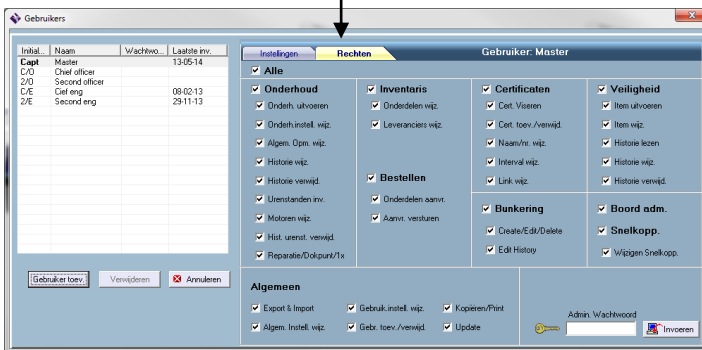 Gebruikers
Initial... Naam Wachtwo... Laatste inv.
Capt Master 13-05-14
C/O Chief officer
2/O Second officer
C/E Cief eng 08-02-13
2/E Second eng 29-11-13
Gebruiker toev. Verwijderen Annuleren
Instellingen Rechten Gebruiker: Master
Alle
Onderhoud
Onderh. uitvoeren
Onderh.instell. wijz.
Algem. Opm. wijz.
Historie wijz.
Historie verwijd.
Urenstanden inv.
Motoren wijz.
Hist. urenst. verwijd.
Reparatie/Dokpunt/1x
Inventaris
Onderdelen wijz.
Leveranciers wijz.
Bestellen
Onderdelen aanvr.
Aanvr. versturen
Certificaten
Cert. Viseren
Cert. toev./verwijd.
Naam/nr. wijz.
Interval wijz.
Link wijz.
Veiligheid
Item uitvoeren
Item wijz.
Historie lezen
Historie wijz.
Historie verwijd.
Bunkering
Create/Edit/Delete
Edit History
Boord adm.
Snelkopp.
Wijzigen Snelkopp.
Algemeen
Export & Import Gebruik.instell. wijz. Kopiëren/Print
Algem. Instell. wijz. Gebr. toev./verwijd. Update
Admin. Wachtwoord
Invoeren